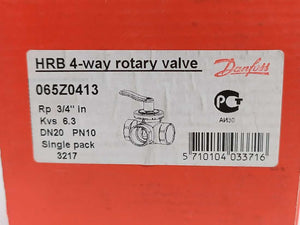 HRB 4-way rotary valve
Danfoss
065Z0413
Rp 3/4" in
Kvs 6.3
DN20 PN10
Single pack
3217
АИ30
5 710104 033716